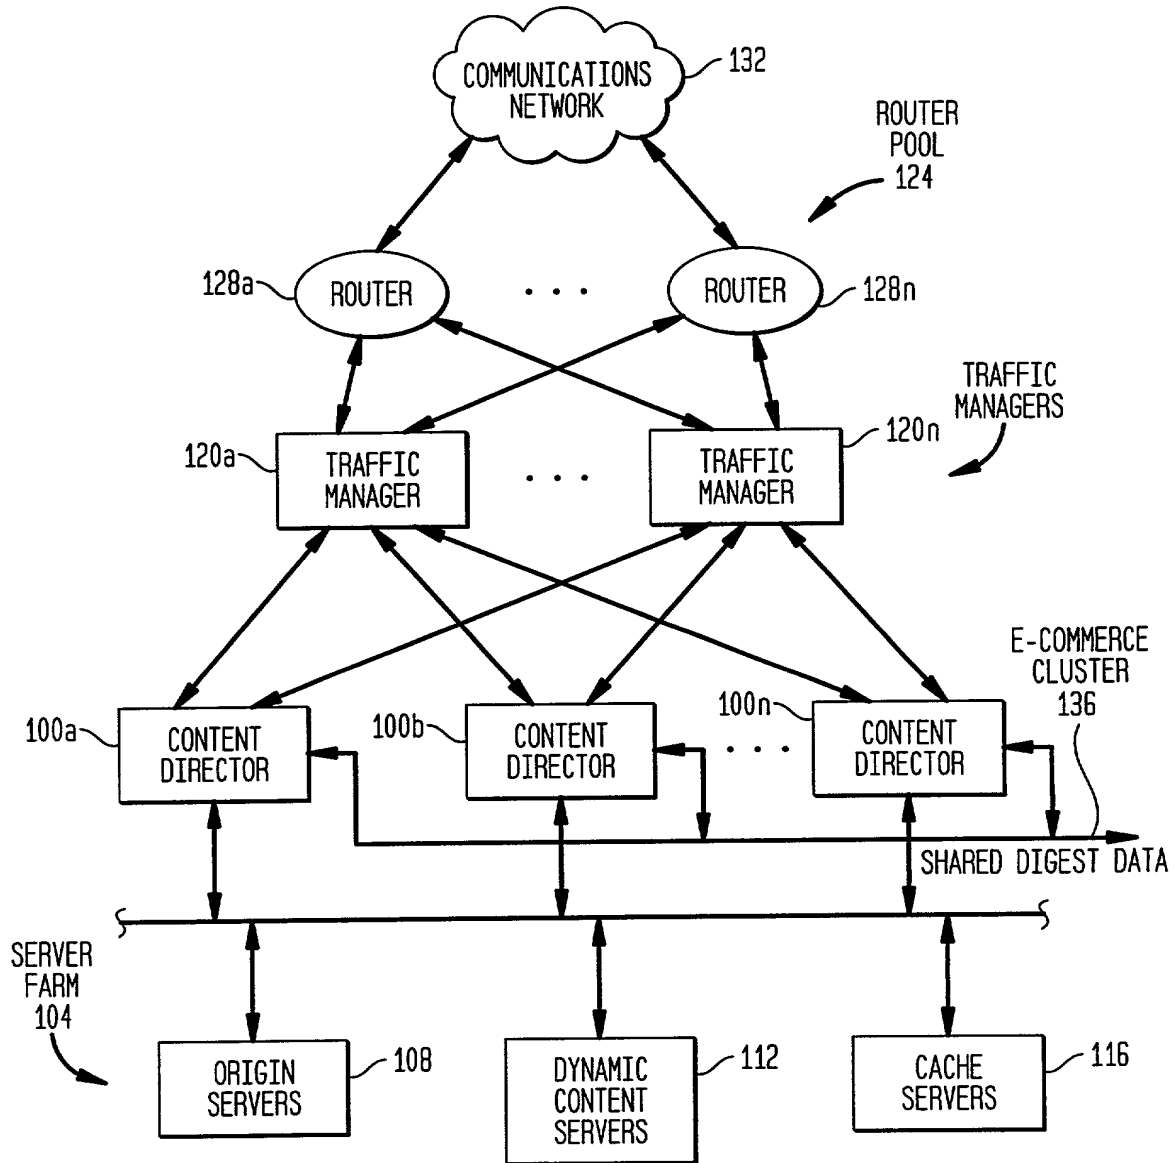 COMMUNICATIONS
NETWORK
132
ROUTER
POOL
124
128a
ROUTER
. . .
ROUTER
128n
TRAFFIC
MANAGERS
120a
TRAFFIC
MANAGER
. . .
TRAFFIC
MANAGER
120n
E-COMMERCE
CLUSTER
136
100a
CONTENT
DIRECTOR
100b
CONTENT
DIRECTOR
. . .
100n
CONTENT
DIRECTOR
SHARED DIGEST DATA
SERVER
FARM
104
ORIGIN
SERVERS
108
DYNAMIC
CONTENT
SERVERS
112
CACHE
SERVERS
116